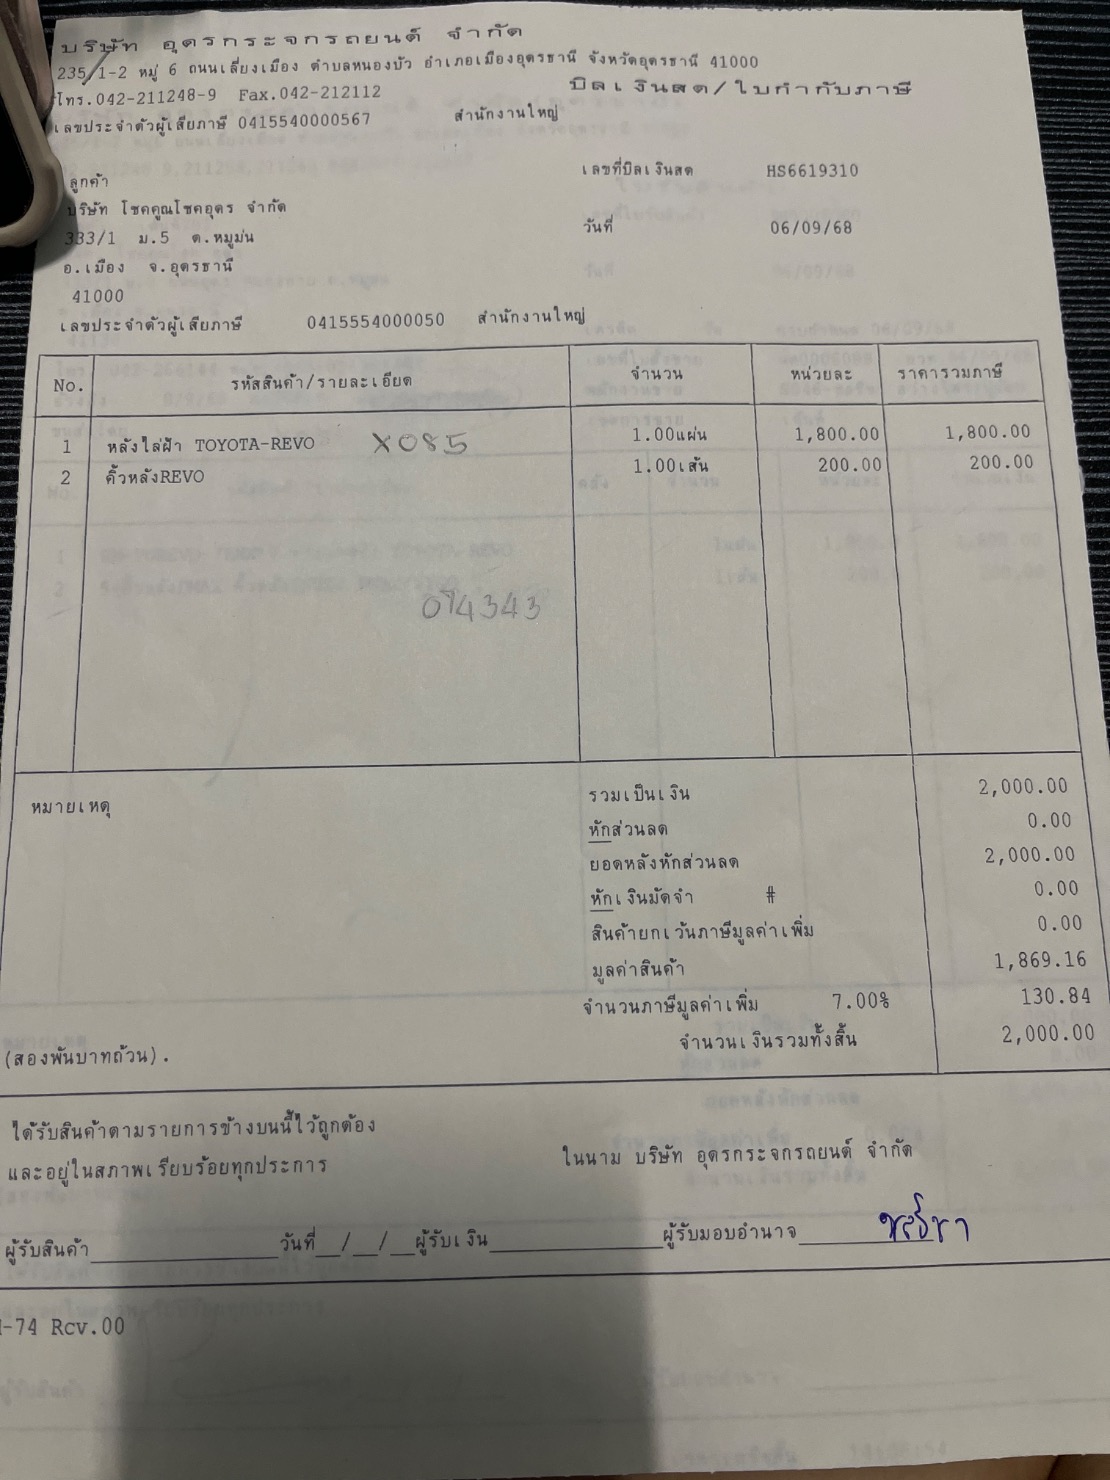 บริษัท อุดรกระจกรถยนต์ จำกัด
235/1-2 หมู่ 6 ถนนเลี่ยงเมือง ตำบลหนองบัว อำเภอเมืองอุดรธานี จังหวัดอุดรธานี 41000
โทร.042-211248-9 Fax.042-212112
บิลเงินสด/ใบกำกับภาษี
เลขประจำตัวผู้เสียภาษี 0415540000567 สำนักงานใหญ่
ลูกค้า
เลขที่บิลเงินสด HS6619310
บริษัท โชคคูณโชคอุดร จำกัด
333/1 ม.5 ต.หมูม่น
วันที่ 06/09/68
อ.เมือง จ.อุดรธานี
41000
เลขประจำตัวผู้เสียภาษี 0415554000050 สำนักงานใหญ่
No. รหัสสินค้า/รายละเอียด จำนวน หน่วยละ ราคารวมภาษี
1 หลังไล่ฝ้า TOYOTA-REVO X085 1.00แผ่น 1,800.00 1,800.00
2 คิ้วหลังREVO 1.00เส้น 200.00 200.00
074343
หมายเหตุ
รวมเป็นเงิน 2,000.00
หักส่วนลด 0.00
ยอดหลังหักส่วนลด 2,000.00
หักเงินมัดจำ # 0.00
สินค้ายกเว้นภาษีมูลค่าเพิ่ม 0.00
มูลค่าสินค้า 1,869.16
จำนวนภาษีมูลค่าเพิ่ม 7.00% 130.84
(สองพันบาทถ้วน). จำนวนเงินรวมทั้งสิ้น 2,000.00
ได้รับสินค้าตามรายการข้างบนนี้ไว้ถูกต้อง
และอยู่ในสภาพเรียบร้อยทุกประการ
ในนาม บริษัท อุดรกระจกรถยนต์ จำกัด
ผู้รับสินค้า วันที่__/__/__ผู้รับเงิน ผู้รับมอบอำนาจ
-74 Rcv.00